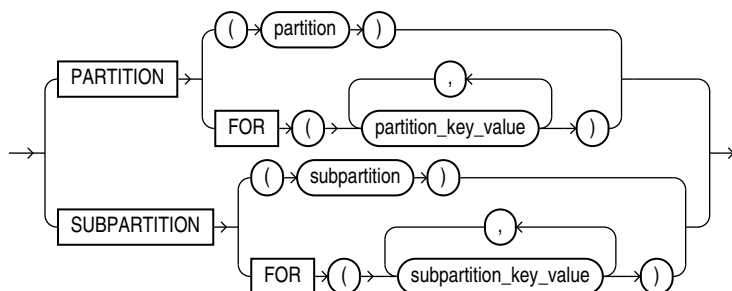 ( partition )
PARTITION
,
FOR ( partition_key_value )
( subpartition )
SUBPARTITION
,
FOR ( subpartition_key_value )